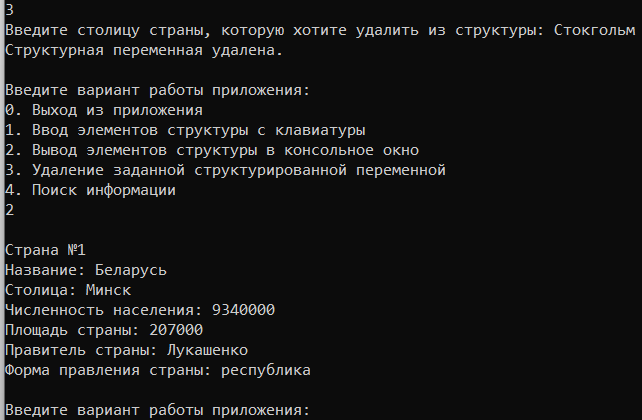 3
Введите столицу страны, которую хотите удалить из структуры: Стокгольм
Структурная переменная удалена.
Введите вариант работы приложения:
0. Выход из приложения
1. Ввод элементов структуры с клавиатуры
2. Вывод элементов структуры в консольное окно
3. Удаление заданной структурированной переменной
4. Поиск информации
2
Страна №1
Название: Беларусь
Столица: Минск
Численность населения: 9340000
Площадь страны: 207000
Правитель страны: Лукашенко
Форма правления страны: республика
Введите вариант работы приложения: